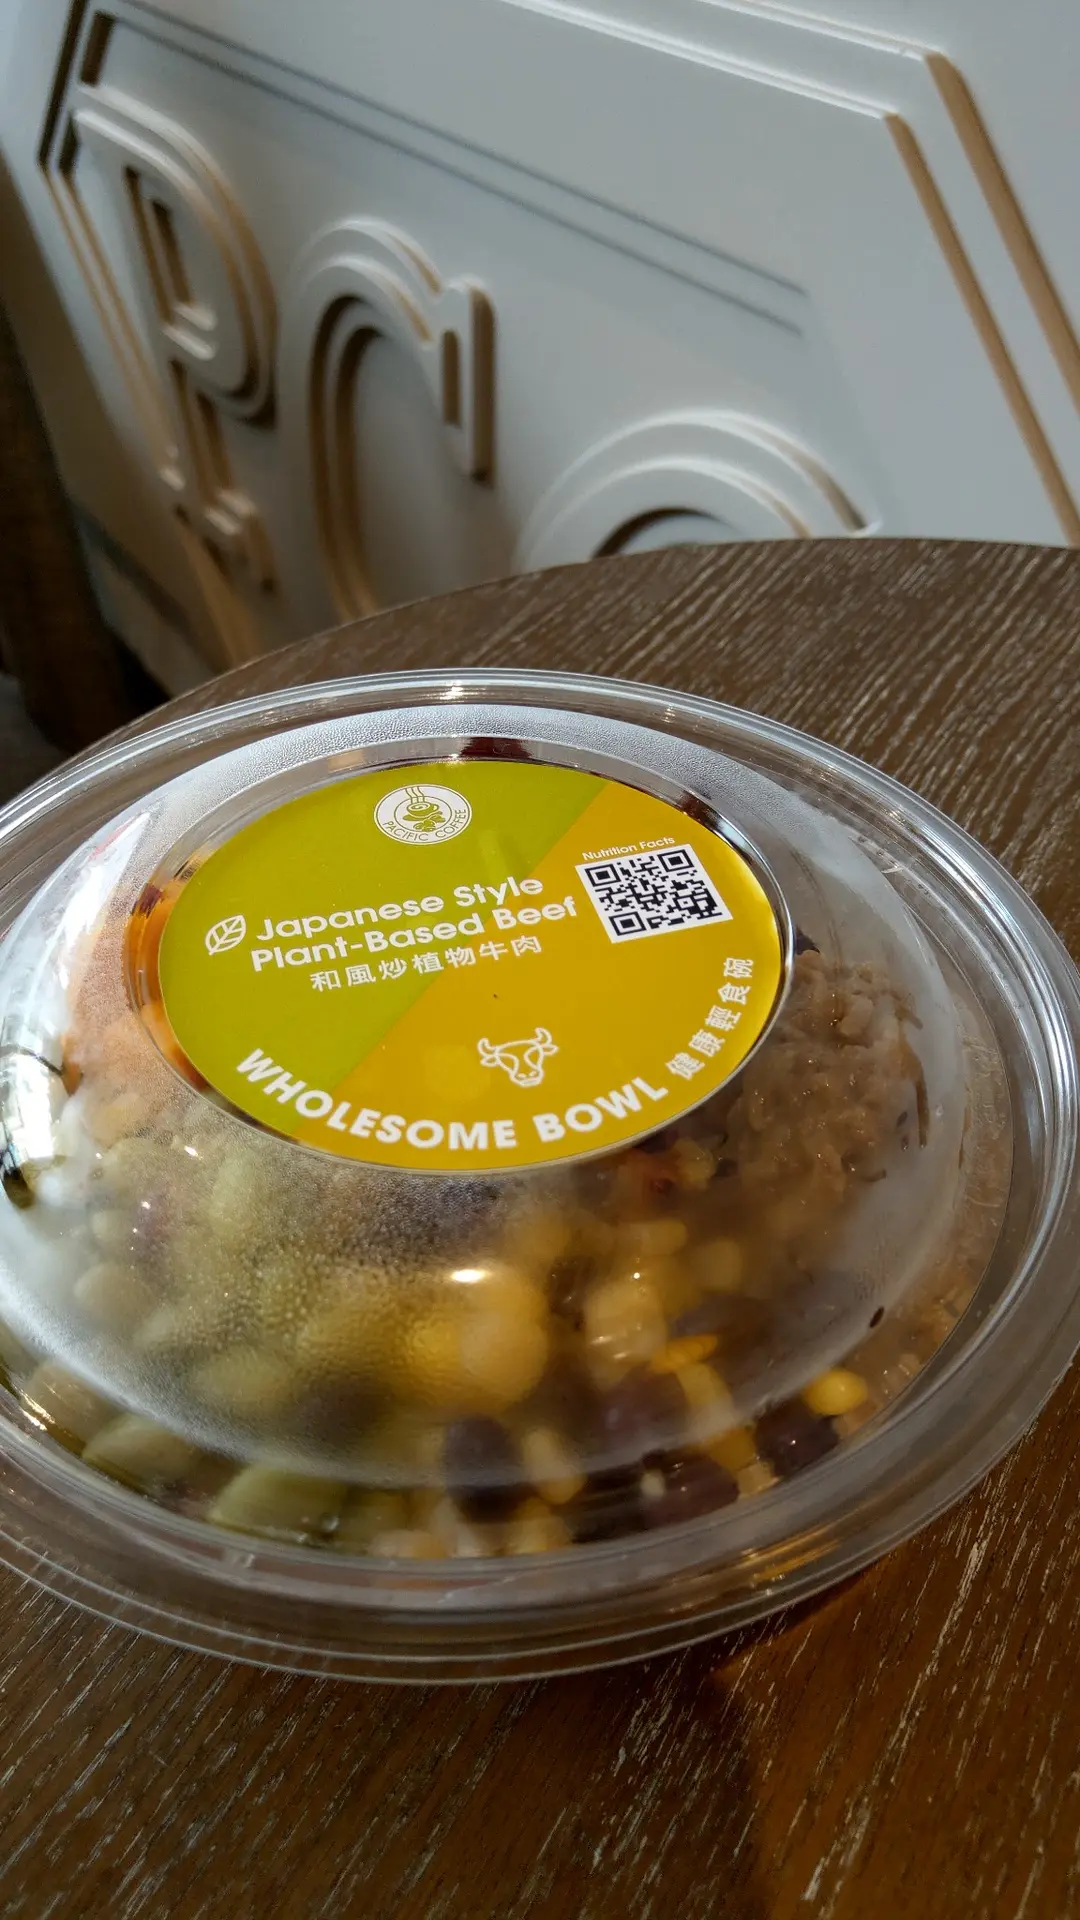 PCC
PACIFIC COFFEE
Nutrition Facts
Japanese Style
Plant-Based Beef
和風炒植物牛肉
WHOLESOME BOWL
健康輕食碗